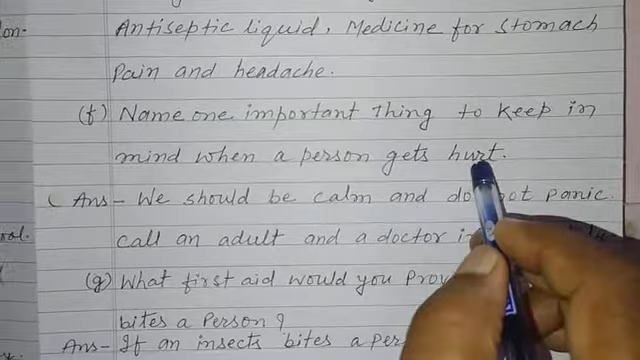 Antiseptic liquid, Medicine for stomach
Pain and headache.
(f) Name one important Thing to keep in
mind when a person gets hurt.
Ans - We should be calm and do not panic.
call an adult and a doctor
(g) What first aid would you
bites a Person?
Ans - If an insects bites a